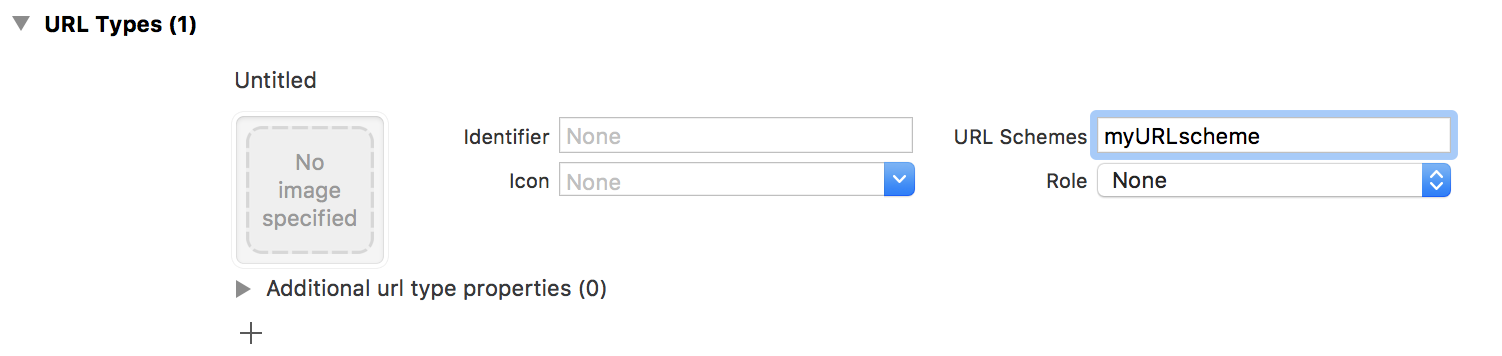 URL Types (1)
Untitled
No
image
specified
Identifier None
URL Schemes myURLscheme
Icon None
Role None
Additional url type properties (0)